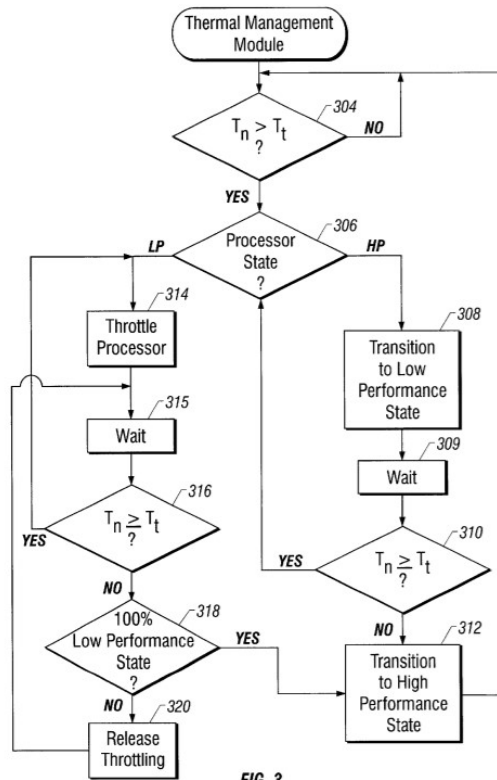 Thermal Management
Module
304
Tn > Tt
?
NO
YES
306
Processor
State
?
LP
HP
314
Throttle
Processor
308
Transition
to Low
Performance
State
315
Wait
309
Wait
316
Tn ≥ Tt
?
YES
NO
310
Tn ≥ Tt
?
YES
NO
318
100%
Low Performance
State
?
YES
NO
312
Transition
to High
Performance
State
320
Release
Throttling
FIG. 3